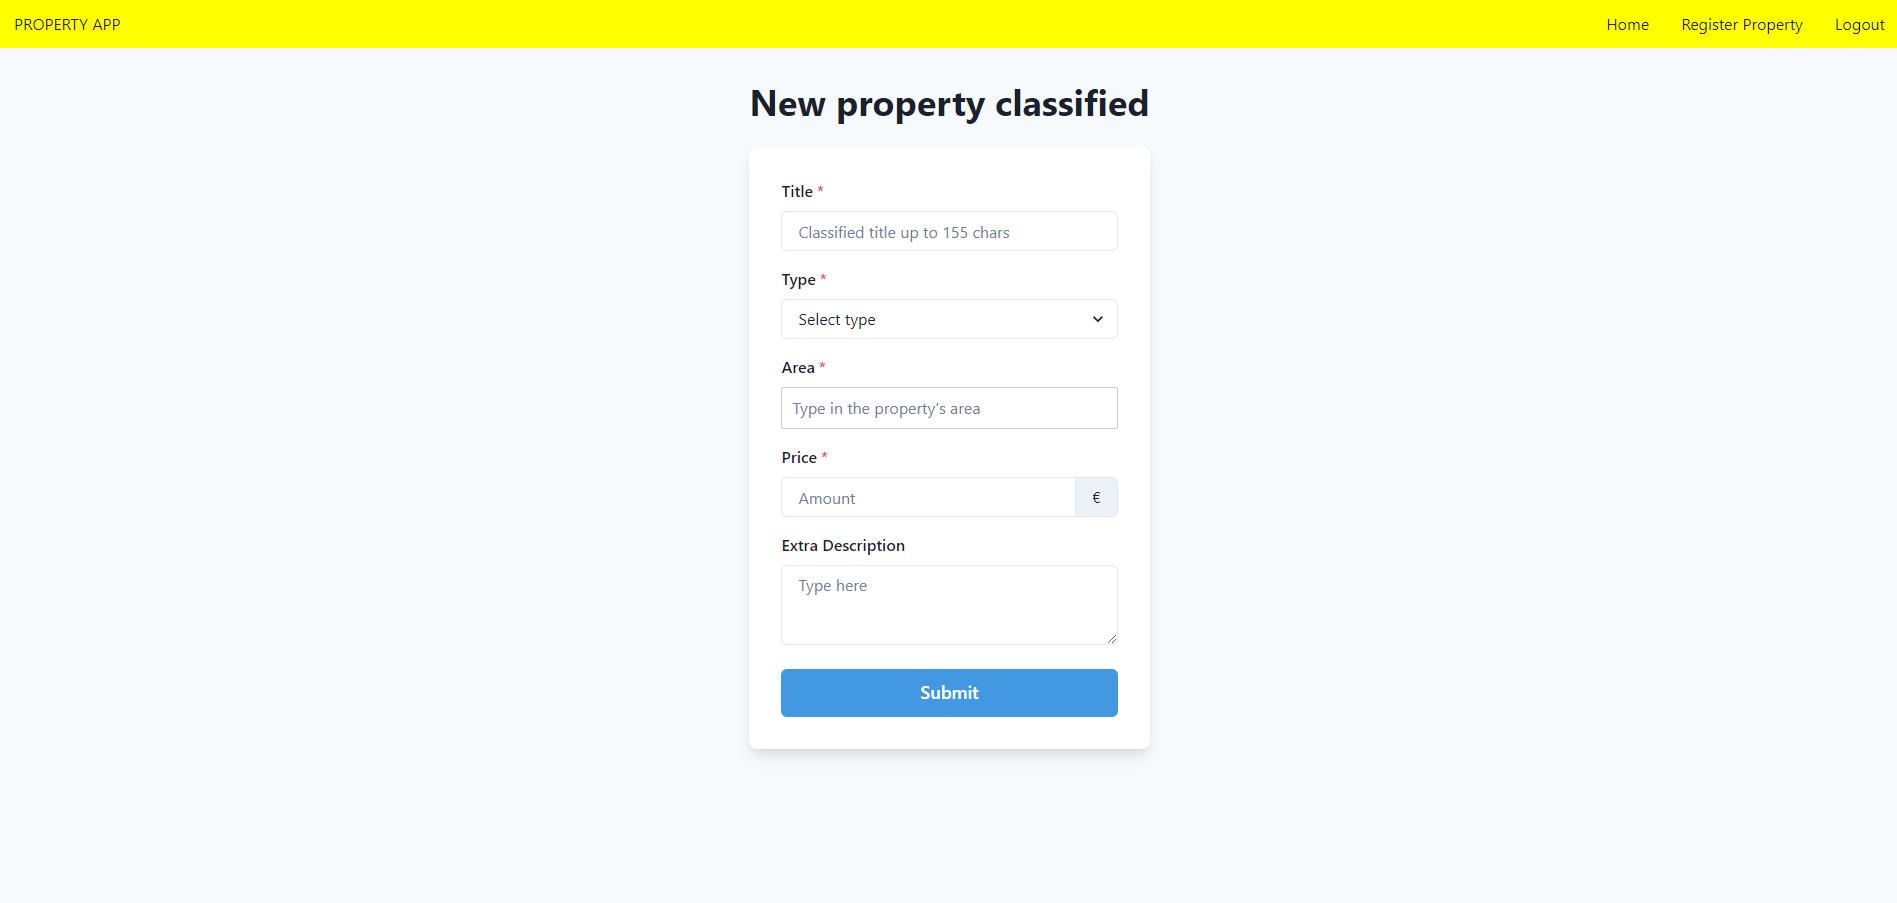 PROPERTY APP Home Register Property Logout
New property classified
Title *
Classified title up to 155 chars
Type *
Select type
Area *
Type in the property's area
Price *
Amount €
Extra Description
Type here
Submit